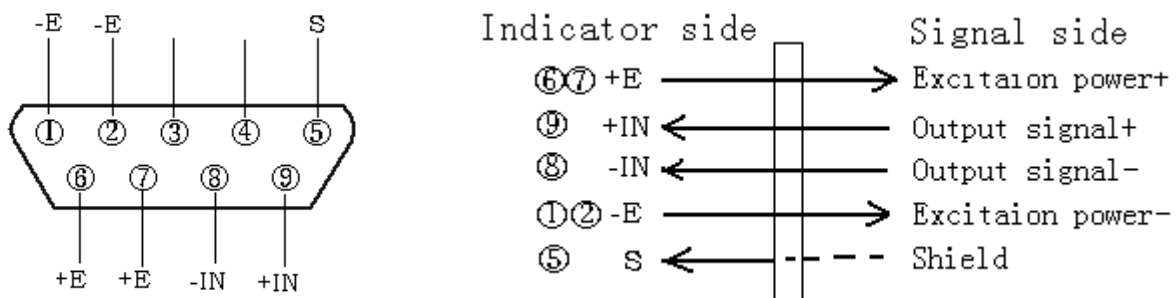 -E -E S
① ② ③ ④ ⑤
⑥ ⑦ ⑧ ⑨
+E +E -IN +IN
Indicator side Signal side
⑥⑦ +E Excitaion power+
⑨ +IN Output signal+
⑧ -IN Output signal-
①② -E Excitaion power-
⑤ S Shield